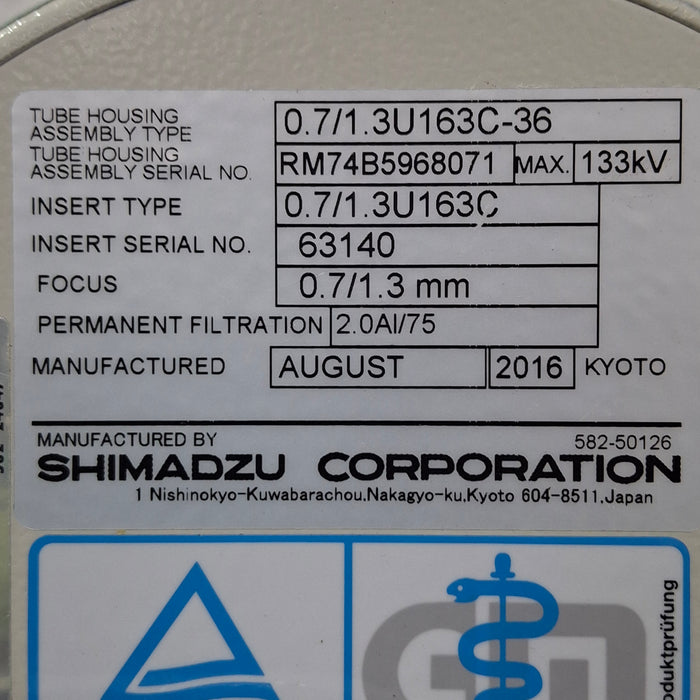 TUBE HOUSING
ASSEMBLY TYPE 0.7/1.3U163C-36
TUBE HOUSING
ASSEMBLY SERIAL NO. RM74B5968071 MAX. 133kV
INSERT TYPE 0.7/1.3U163C
INSERT SERIAL NO. 63140
FOCUS 0.7/1.3 mm
PERMANENT FILTRATION 2.0Al/75
MANUFACTURED AUGUST 2016 KYOTO
MANUFACTURED BY 582-50126
SHIMADZU CORPORATION
1 Nishinokyo-Kuwabarachou,Nakagyo-ku,Kyoto 604-8511,Japan